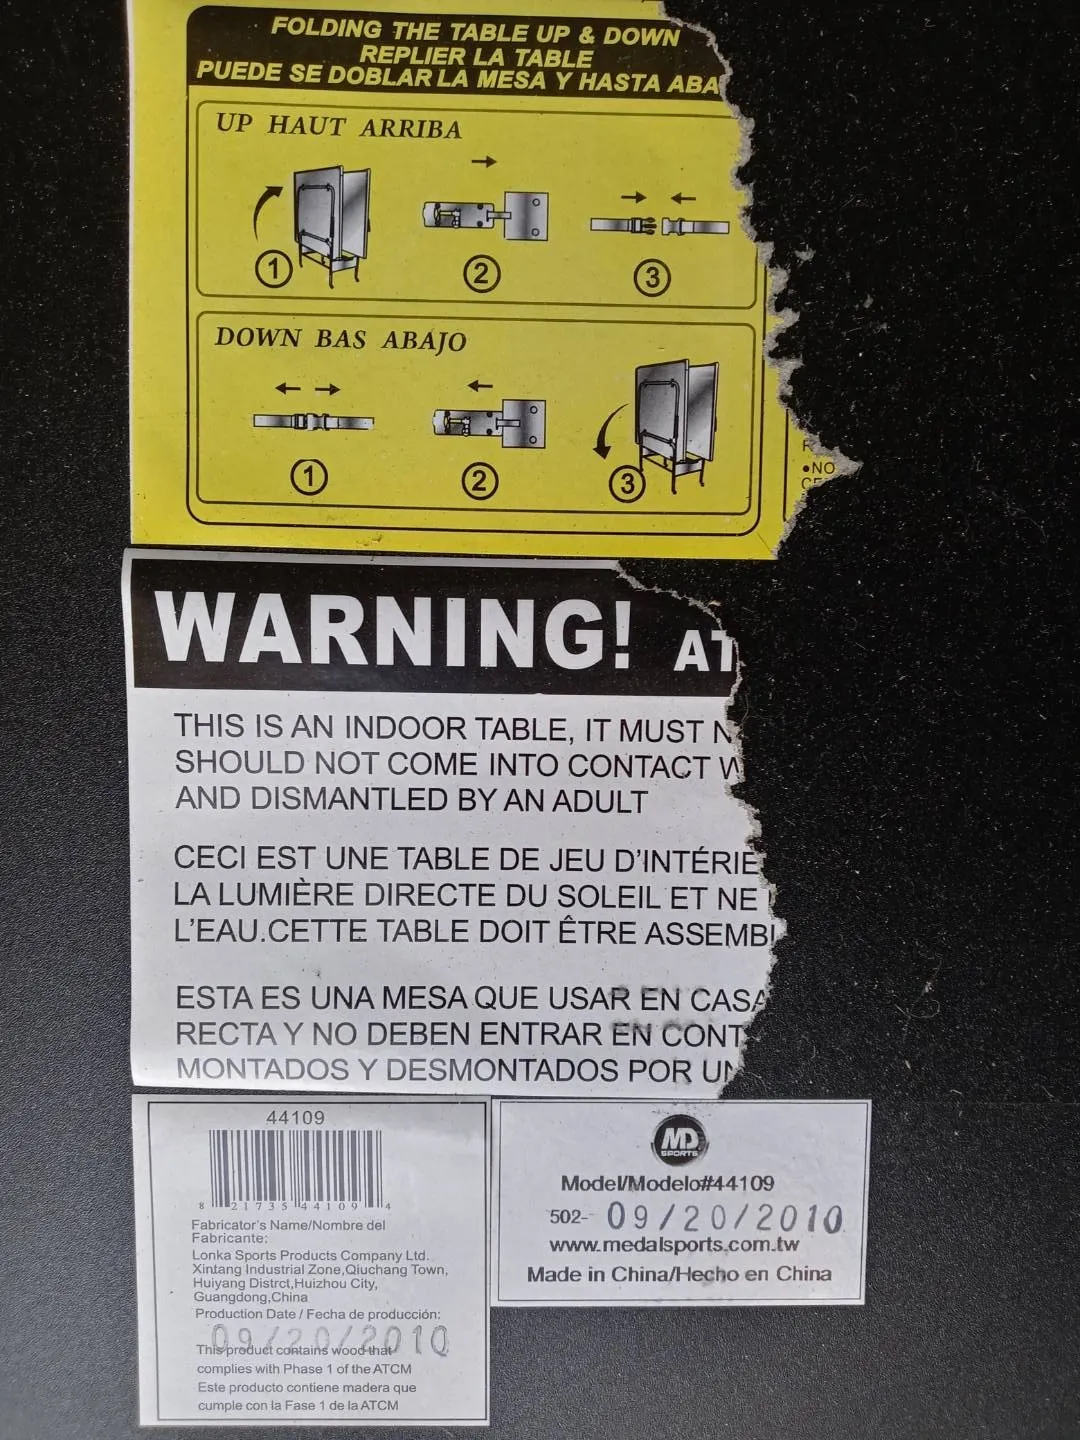 FOLDING THE TABLE UP & DOWN
REPLIER LA TABLE
PUEDE SE DOBLAR LA MESA Y HASTA ABA
UP HAUT ARRIBA
1 2 3
DOWN BAS ABAJO
1 2 3
•NO
WARNING! AT
THIS IS AN INDOOR TABLE, IT MUST N
SHOULD NOT COME INTO CONTACT W
AND DISMANTLED BY AN ADULT
CECI EST UNE TABLE DE JEU D'INTÉRIE
LA LUMIÈRE DIRECTE DU SOLEIL ET NE
L'EAU.CETTE TABLE DOIT ÊTRE ASSEMBL
ESTA ES UNA MESA QUE USAR EN CASA
RECTA Y NO DEBEN ENTRAR EN CONT
MONTADOS Y DESMONTADOS POR UN
44109
8 21735 44109 4
Fabricator's Name/Nombre del
Fabricante:
Lonka Sports Products Company Ltd.
Xintang Industrial Zone,Qiuchang Town,
Huiyang Distrct,Huizhou City,
Guangdong,China
Production Date / Fecha de producción:
09/20/2010
This product contains wood that
complies with Phase 1 of the ATCM
Este producto contiene madera que
cumple con la Fase 1 de la ATCM
MD
SPORTS
Model/Modelo#44109
502- 09/20/2010
www.medalsports.com.tw
Made in China/Hecho en China